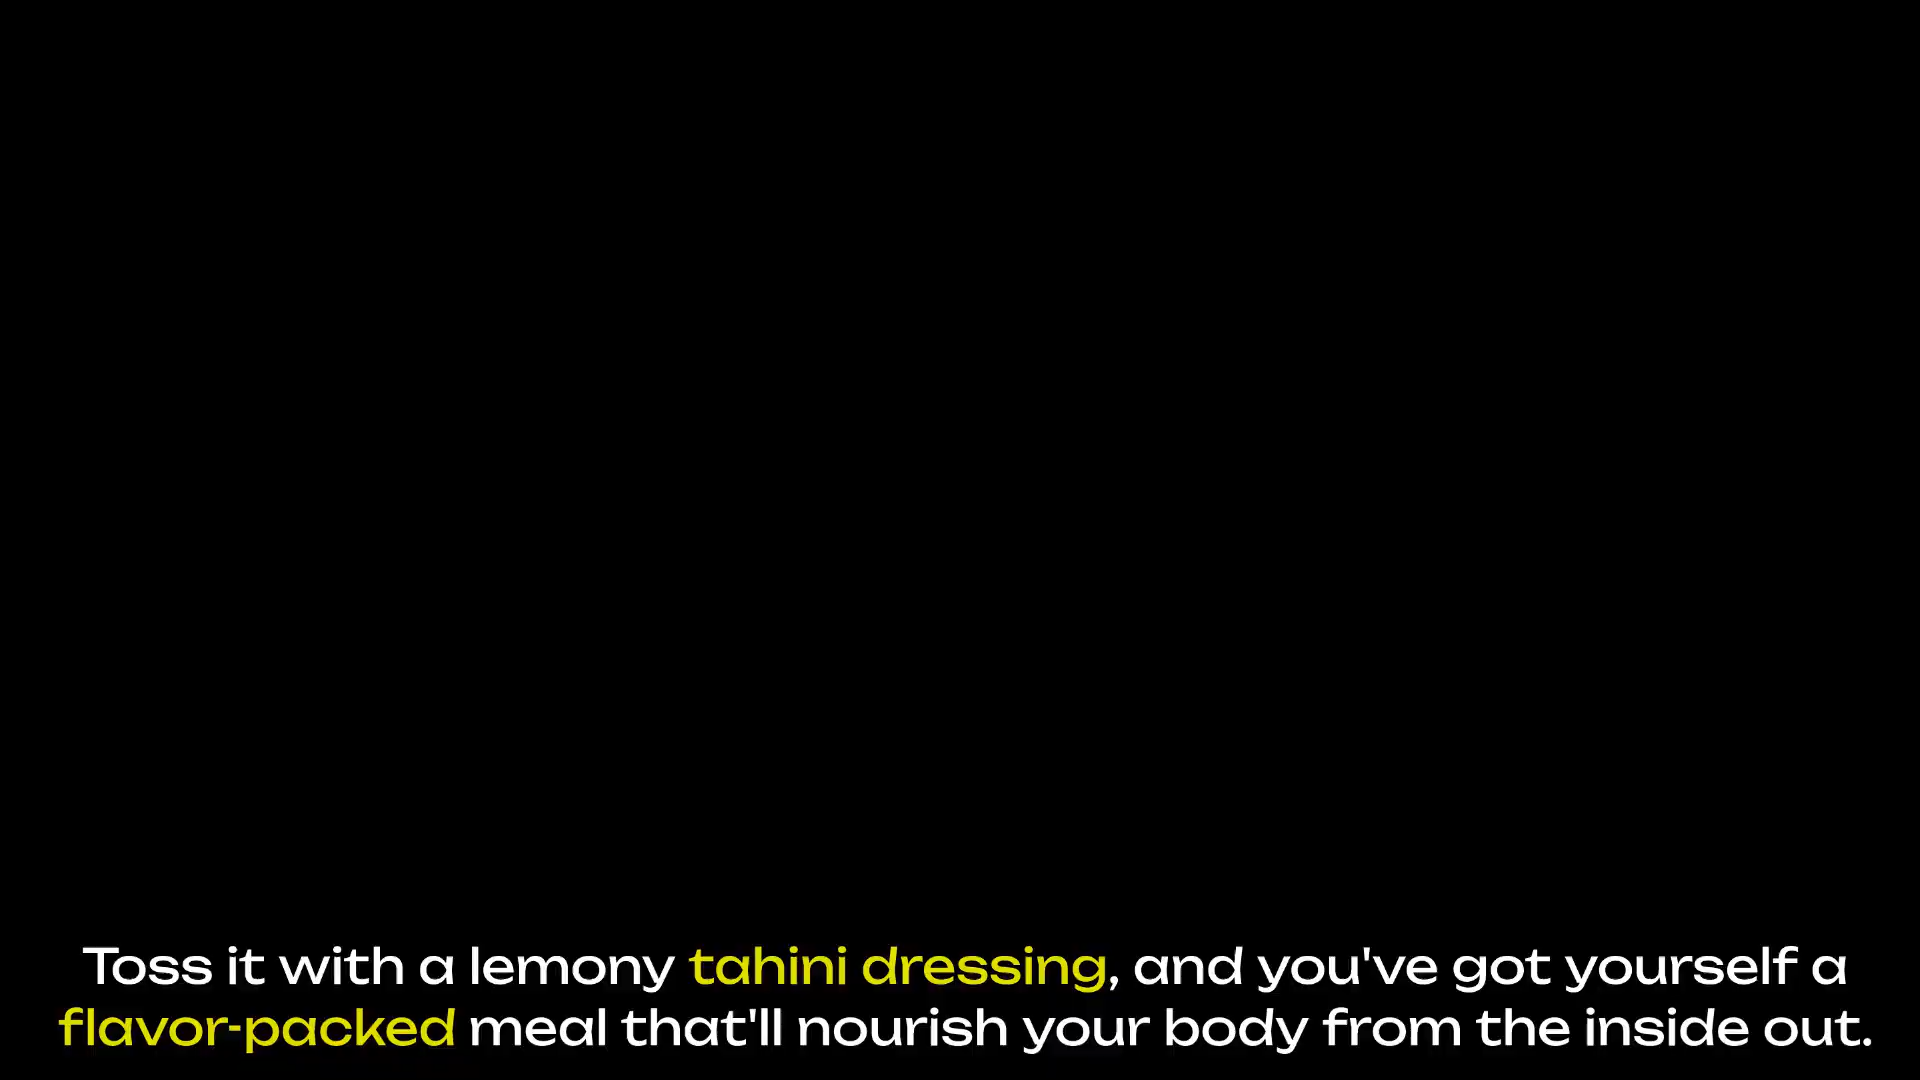 Toss it with a lemony tahini dressing, and you've got yourself a
flavor-packed meal that'll nourish your body from the inside out.